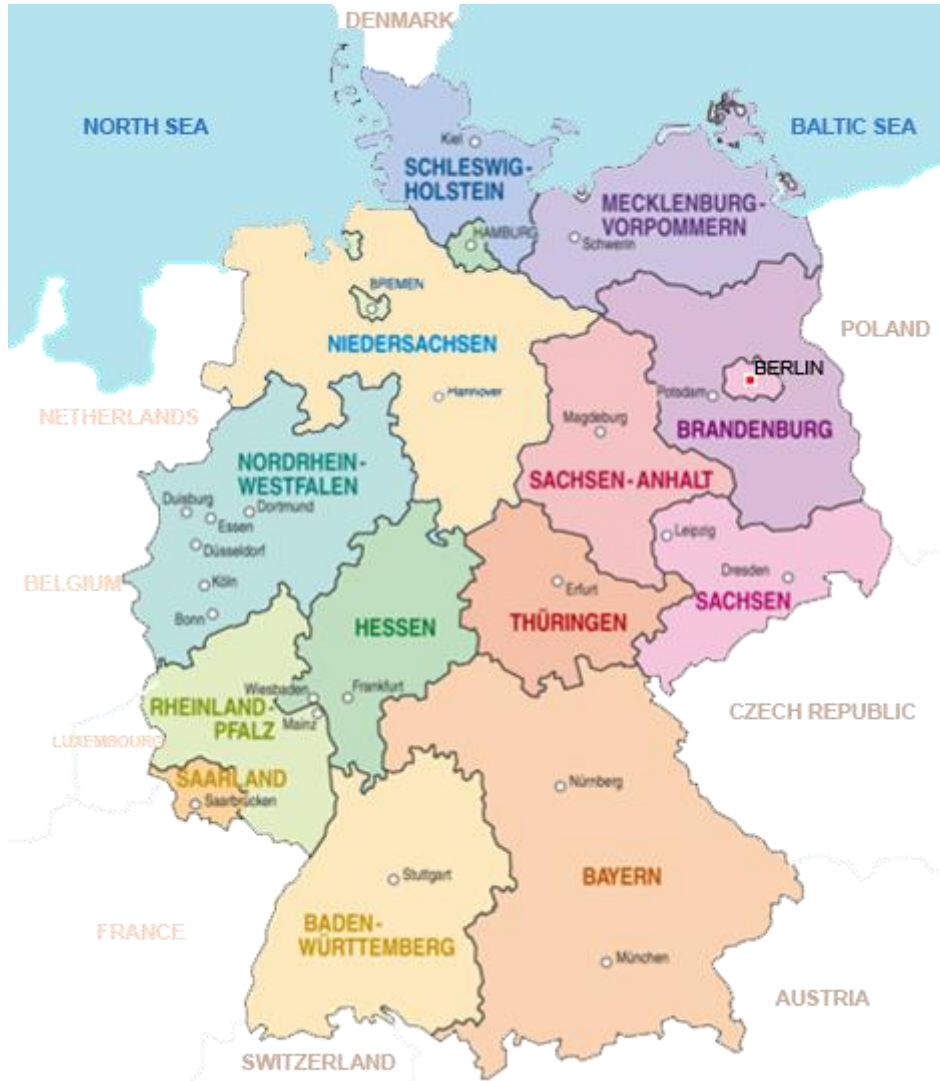 DENMARK
NORTH SEA
BALTIC SEA
Kiel
SCHLESWIG-
HOLSTEIN
MECKLENBURG-
VORPOMMERN
HAMBURG
Schwerin
BREMEN
POLAND
NIEDERSACHSEN
BERLIN
Hannover
Potsdam
NETHERLANDS
Magdeburg
BRANDENBURG
NORDRHEIN-
WESTFALEN
SACHSEN-ANHALT
Duisburg
Dortmund
Essen
Leipzig
Düsseldorf
BELGIUM
Köln
Erfurt
Dresden
SACHSEN
Bonn
HESSEN
THÜRINGEN
Wiesbaden
Frankfurt
RHEINLAND-
PFALZ
Mainz
CZECH REPUBLIC
LUXEMBOURG
SAARLAND
Saarbrücken
Nürnberg
Stuttgart
BAYERN
FRANCE
BADEN-
WÜRTTEMBERG
München
AUSTRIA
SWITZERLAND